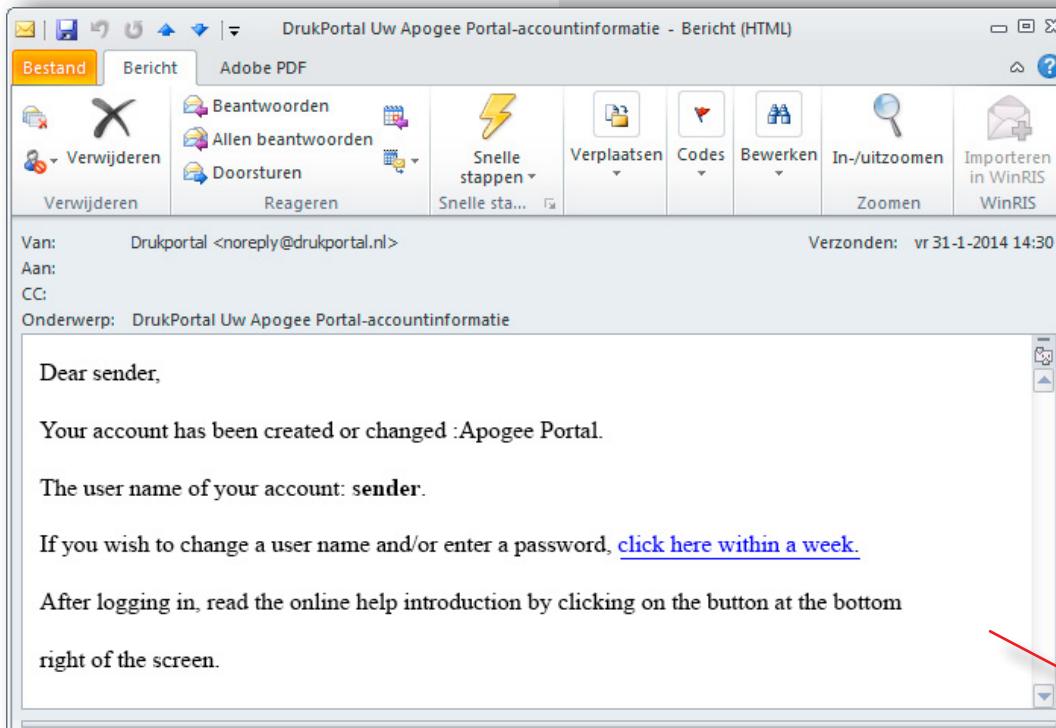 DrukPortal Uw Apogee Portal-accountinformatie - Bericht (HTML)
Bestand Bericht Adobe PDF
Verwijderen
Beantwoorden
Allen beantwoorden
Doorsturen
Snelle
stappen
Verplaatsen Codes Bewerken In-/uitzoomen
Importeren
in WinRIS
Verwijderen Reageren Snelle sta... Zoomen WinRIS
Van: Drukportal <noreply@drukportal.nl> Verzonden: vr 31-1-2014 14:30
Aan:
CC:
Onderwerp: DrukPortal Uw Apogee Portal-accountinformatie
Dear sender,
Your account has been created or changed :Apogee Portal.
The user name of your account: sender.
If you wish to change a user name and/or enter a password, click here within a week.
After logging in, read the online help introduction by clicking on the button at the bottom
right of the screen.